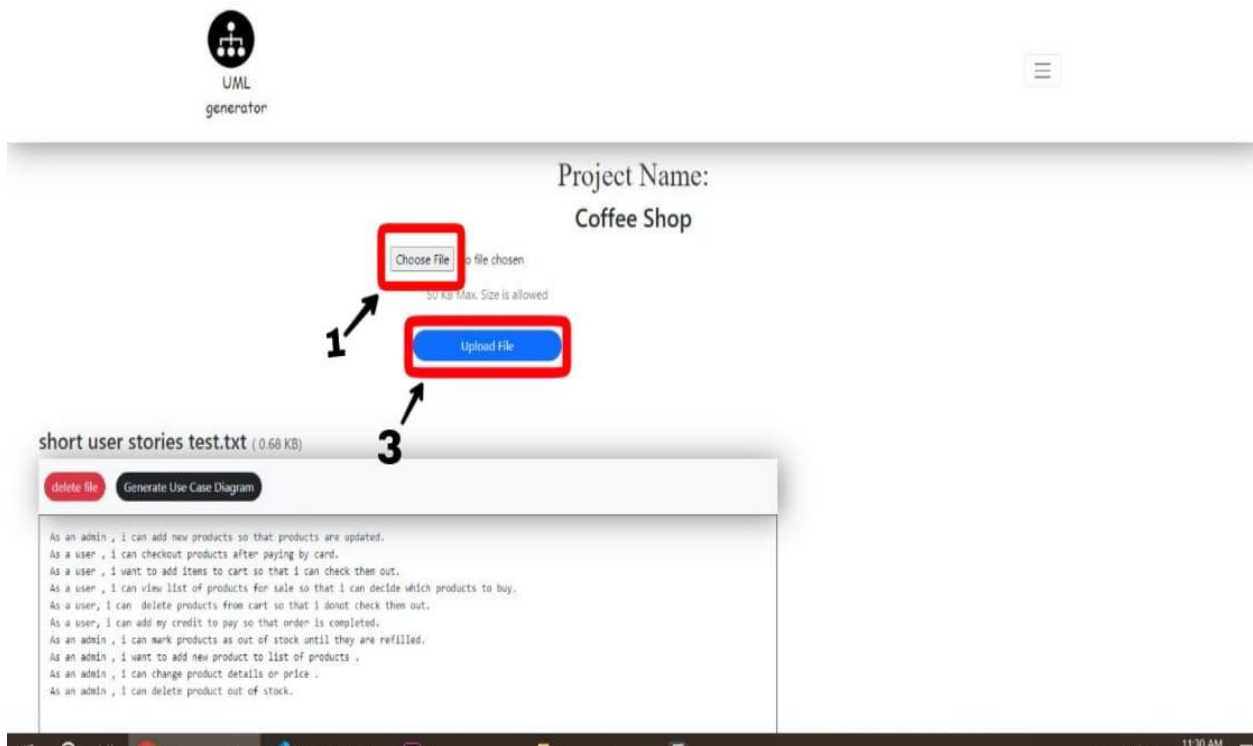 UML
generator
Project Name:
Coffee Shop
Choose File o file chosen
50 KB Max. Size is allowed
1
Upload File
3
short user stories test.txt ( 0.68 KB)
delete file Generate Use Case Diagram
As an admin , i can add new products so that products are updated.
As a user , i can checkout products after paying by card.
As a user , i want to add items to cart so that i can check them out.
As a user , i can view list of products for sale so that i can decide which products to buy.
As a user, i can  delete products from cart so that i donot check them out.
As a user, i can add my credit to pay so that order is completed.
As an admin , i can mark products as out of stock until they are refilled.
As an admin , i want to add new product to list of products .
As an admin , i can change product details or price .
As an admin , i can delete product out of stock.
11:30 AM